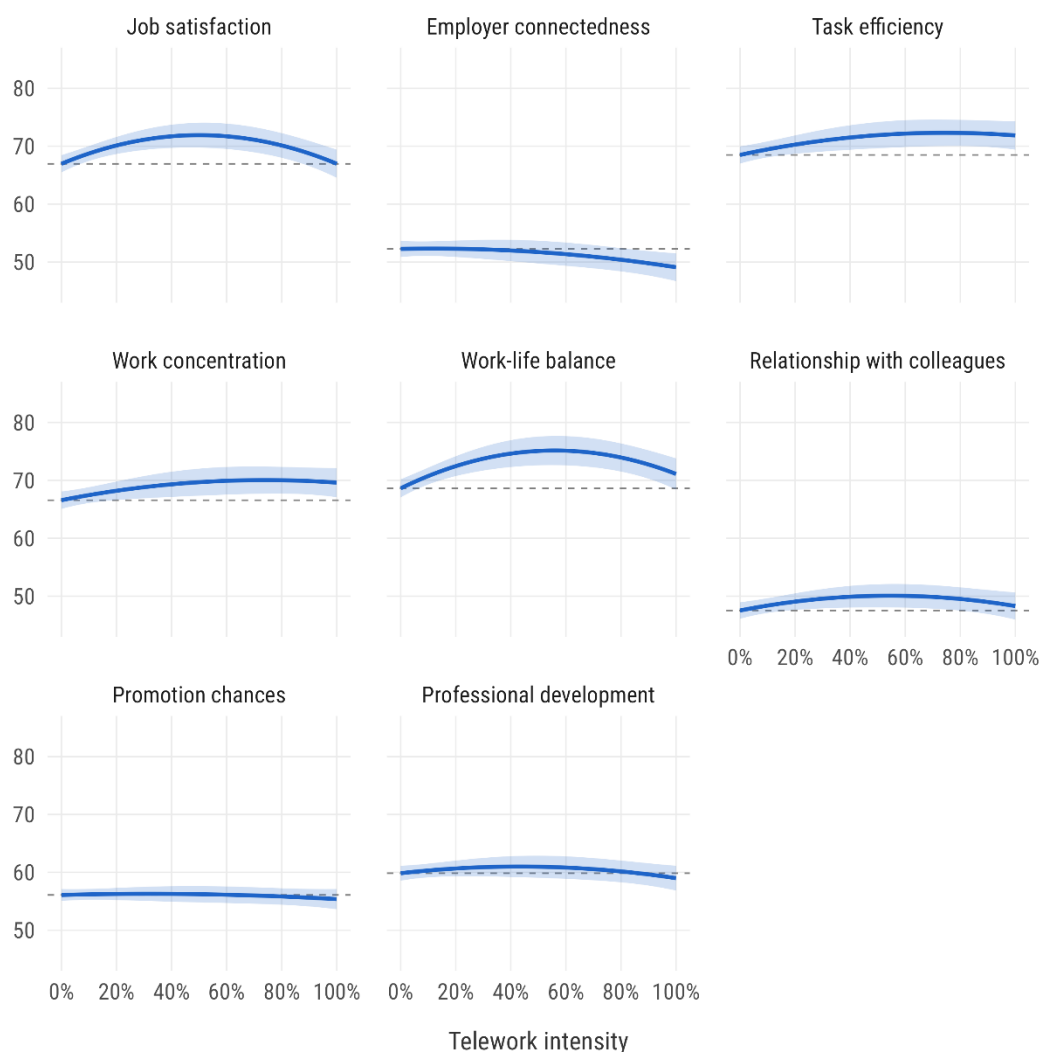 Job satisfaction
Employer connectedness
Task efficiency
80
70
60
50
Work concentration
Work-life balance
Relationship with colleagues
80
70
60
50
0% 20% 40% 60% 80% 100%
Promotion chances
Professional development
80
70
60
50
0% 20% 40% 60% 80% 100%
0% 20% 40% 60% 80% 100%
Telework intensity